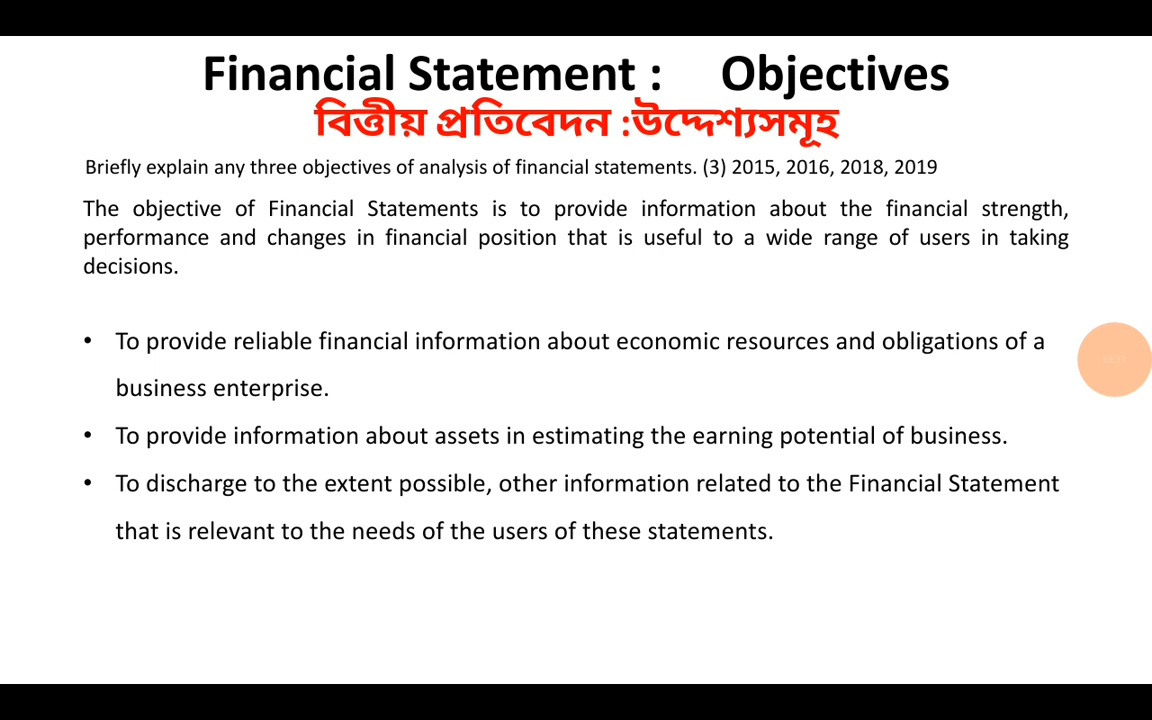 Financial Statement : Objectives
বিত্তীয় প্রতিবেদন :উদ্দেশ্যসমূহ
Briefly explain any three objectives of analysis of financial statements. (3) 2015, 2016, 2018, 2019
The objective of Financial Statements is to provide information about the financial strength,
performance and changes in financial position that is useful to a wide range of users in taking
decisions.
• To provide reliable financial information about economic resources and obligations of a
business enterprise.
• To provide information about assets in estimating the earning potential of business.
• To discharge to the extent possible, other information related to the Financial Statement
that is relevant to the needs of the users of these statements.